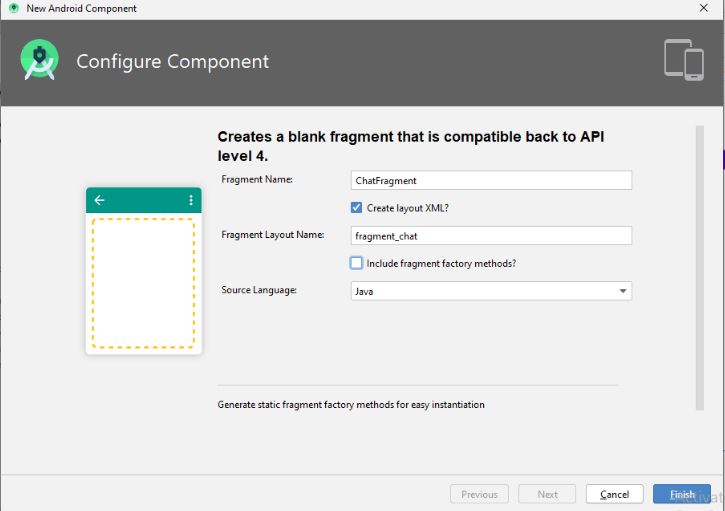 New Android Component
Configure Component
Creates a blank fragment that is compatible back to API
level 4.
Fragment Name:
ChatFragment
Create layout XML?
Fragment Layout Name:
fragment_chat
Include fragment factory methods?
Source Language:
Java
Generate static fragment factory methods for easy instantiation
Previous
Next
Cancel
Finish
Activat